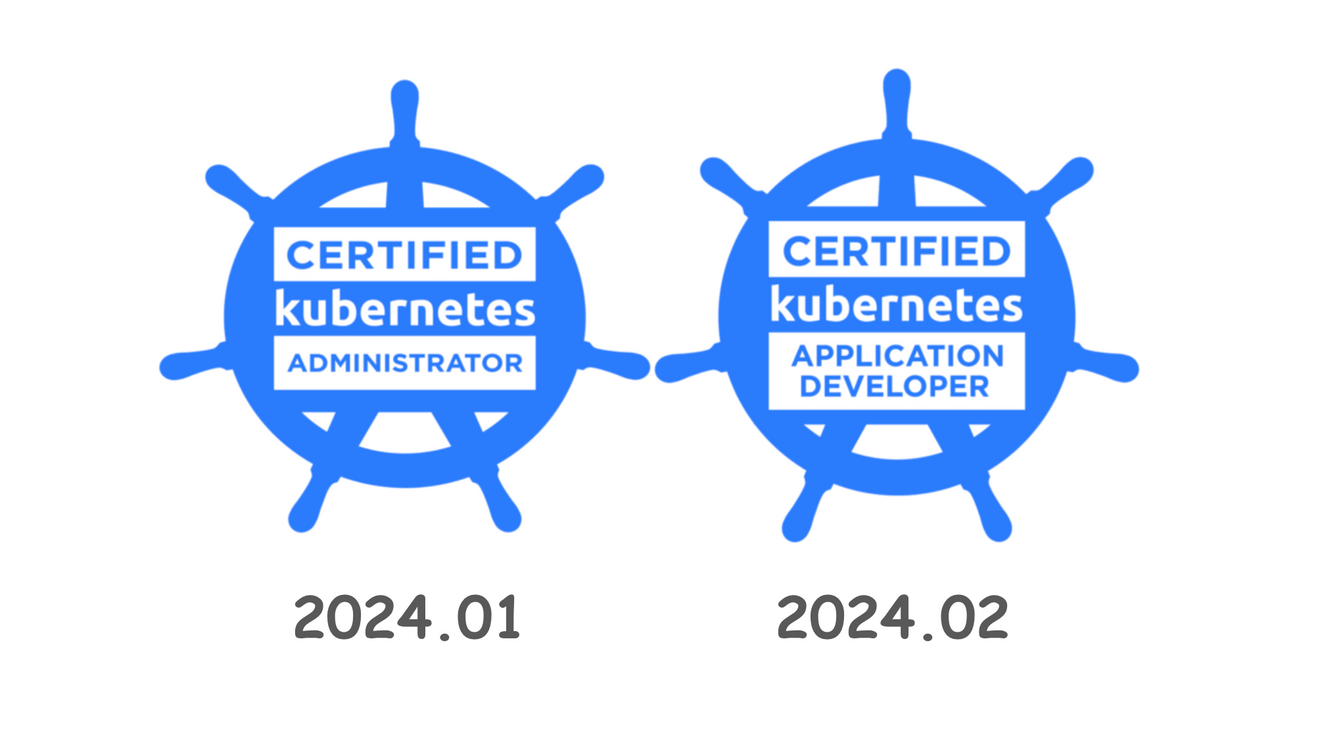 CERTIFIED
kubernetes
ADMINISTRATOR
2024.01
CERTIFIED
kubernetes
APPLICATION
DEVELOPER
2024.02